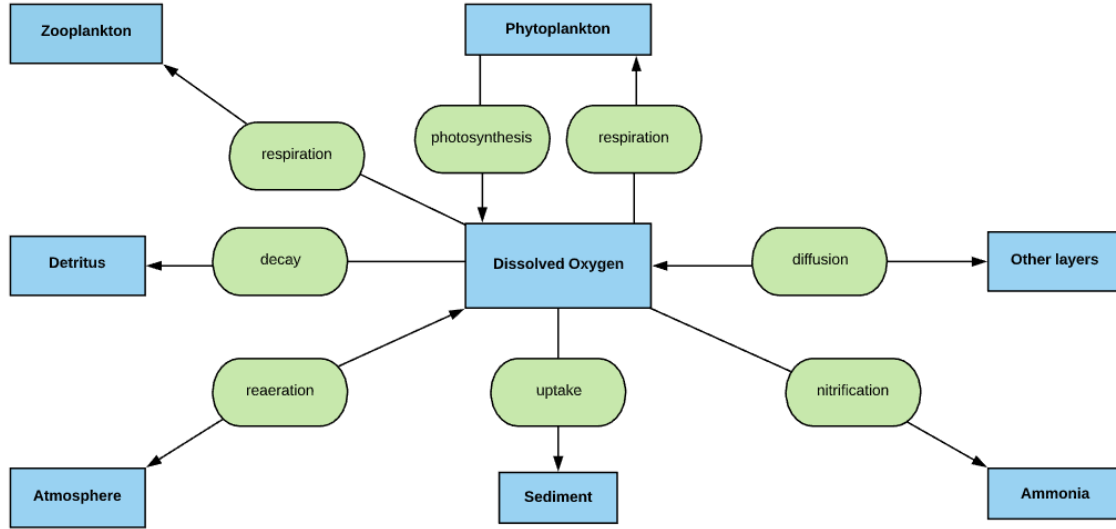 Zooplankton
Phytoplankton
photosynthesis
respiration
respiration
Detritus
decay
Dissolved Oxygen
diffusion
Other layers
reaeration
uptake
nitrification
Atmosphere
Sediment
Ammonia